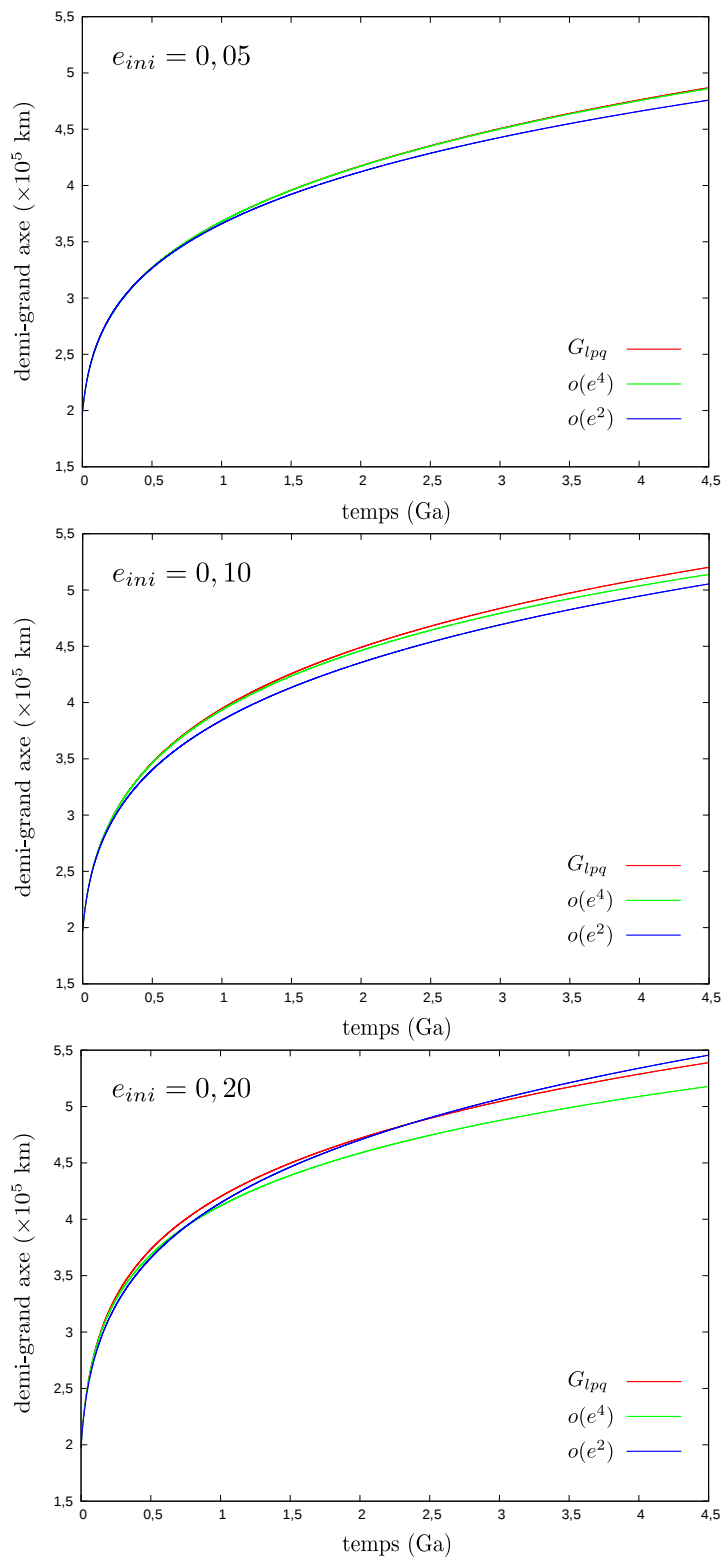 5,5
e_ini = 0, 05
5
4,5
4
3,5
3
2,5
2
1,5
demi-grand axe (×10^5 km)
G_lpq
o(e^4)
o(e^2)
0 0,5 1 1,5 2 2,5 3 3,5 4 4,5
temps (Ga)
5,5
e_ini = 0, 10
5
4,5
4
3,5
3
2,5
2
1,5
demi-grand axe (×10^5 km)
G_lpq
o(e^4)
o(e^2)
0 0,5 1 1,5 2 2,5 3 3,5 4 4,5
temps (Ga)
5,5
e_ini = 0, 20
5
4,5
4
3,5
3
2,5
2
1,5
demi-grand axe (×10^5 km)
G_lpq
o(e^4)
o(e^2)
0 0,5 1 1,5 2 2,5 3 3,5 4 4,5
temps (Ga)